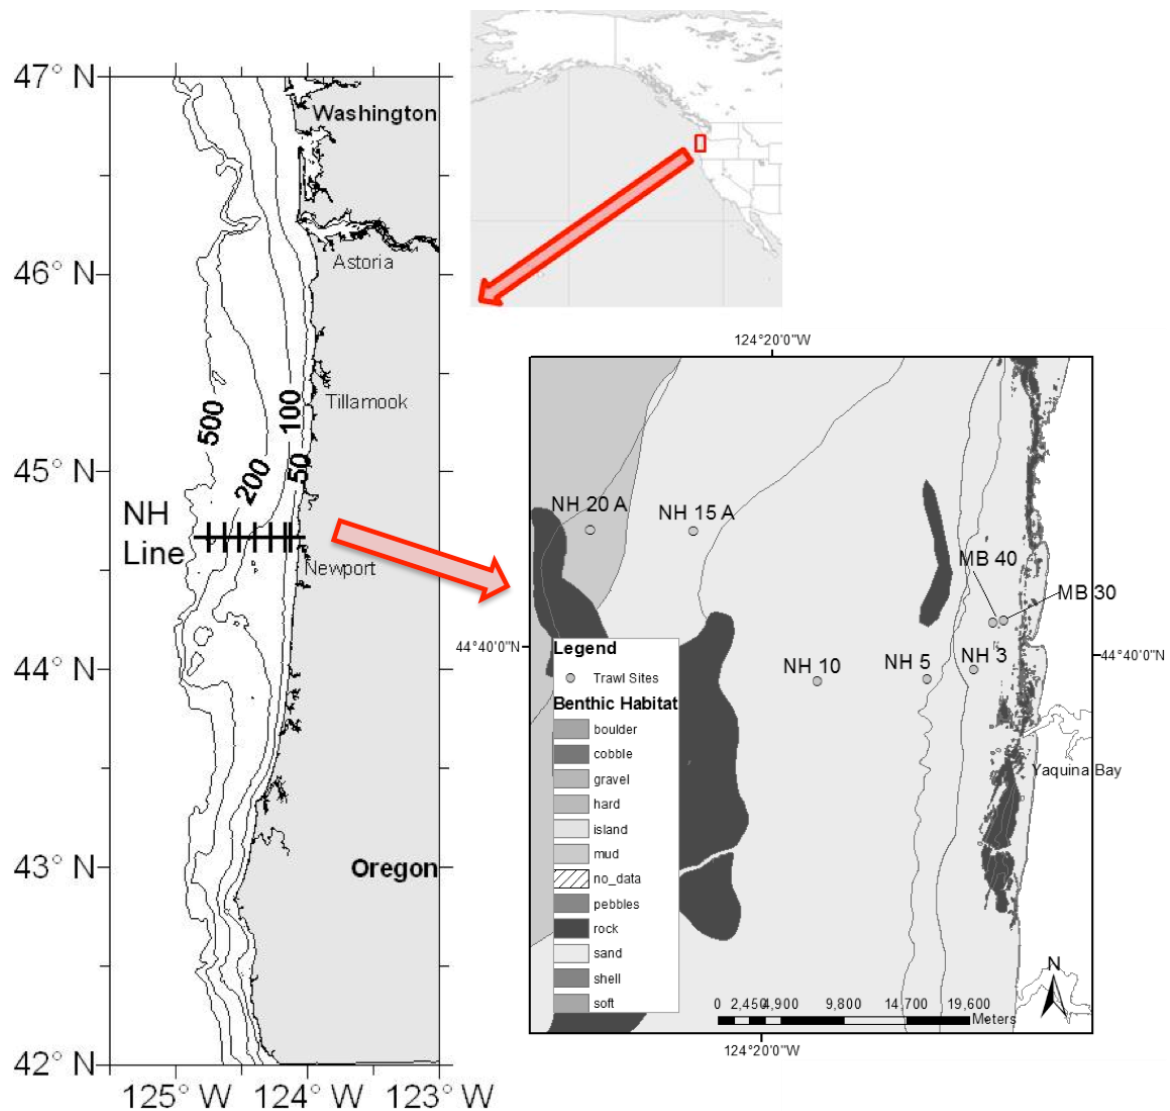 47° N
46° N
45° N
44° N
43° N
42° N
125° W
124° W
123° W
Washington
Astoria
Tillamook
Newport
Oregon
500
200
100
50
NH
Line
124°20'0"W
NH 20 A
NH 15 A
MB 40
MB 30
NH 10
NH 5
NH 3
44°40'0"N
44°40'0"N
Yaquina Bay
Legend
Trawl Sites
Benthic Habitat
boulder
cobble
gravel
hard
island
mud
no_data
pebbles
rock
sand
shell
soft
N
0 2,450 4,900 9,800 14,700 19,600
Meters
124°20'0"W